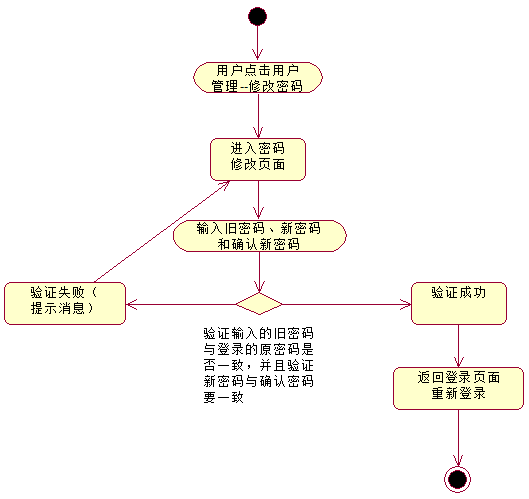 用户点击用户
管理--修改密码
进入密码
修改页面
输入旧密码、新密码
和确认新密码
验证失败（
提示消息）
验证成功
验证输入的旧密码
与登录的原密码是
否一致，并且验证
新密码与确认密码
要一致
返回登录页面
重新登录